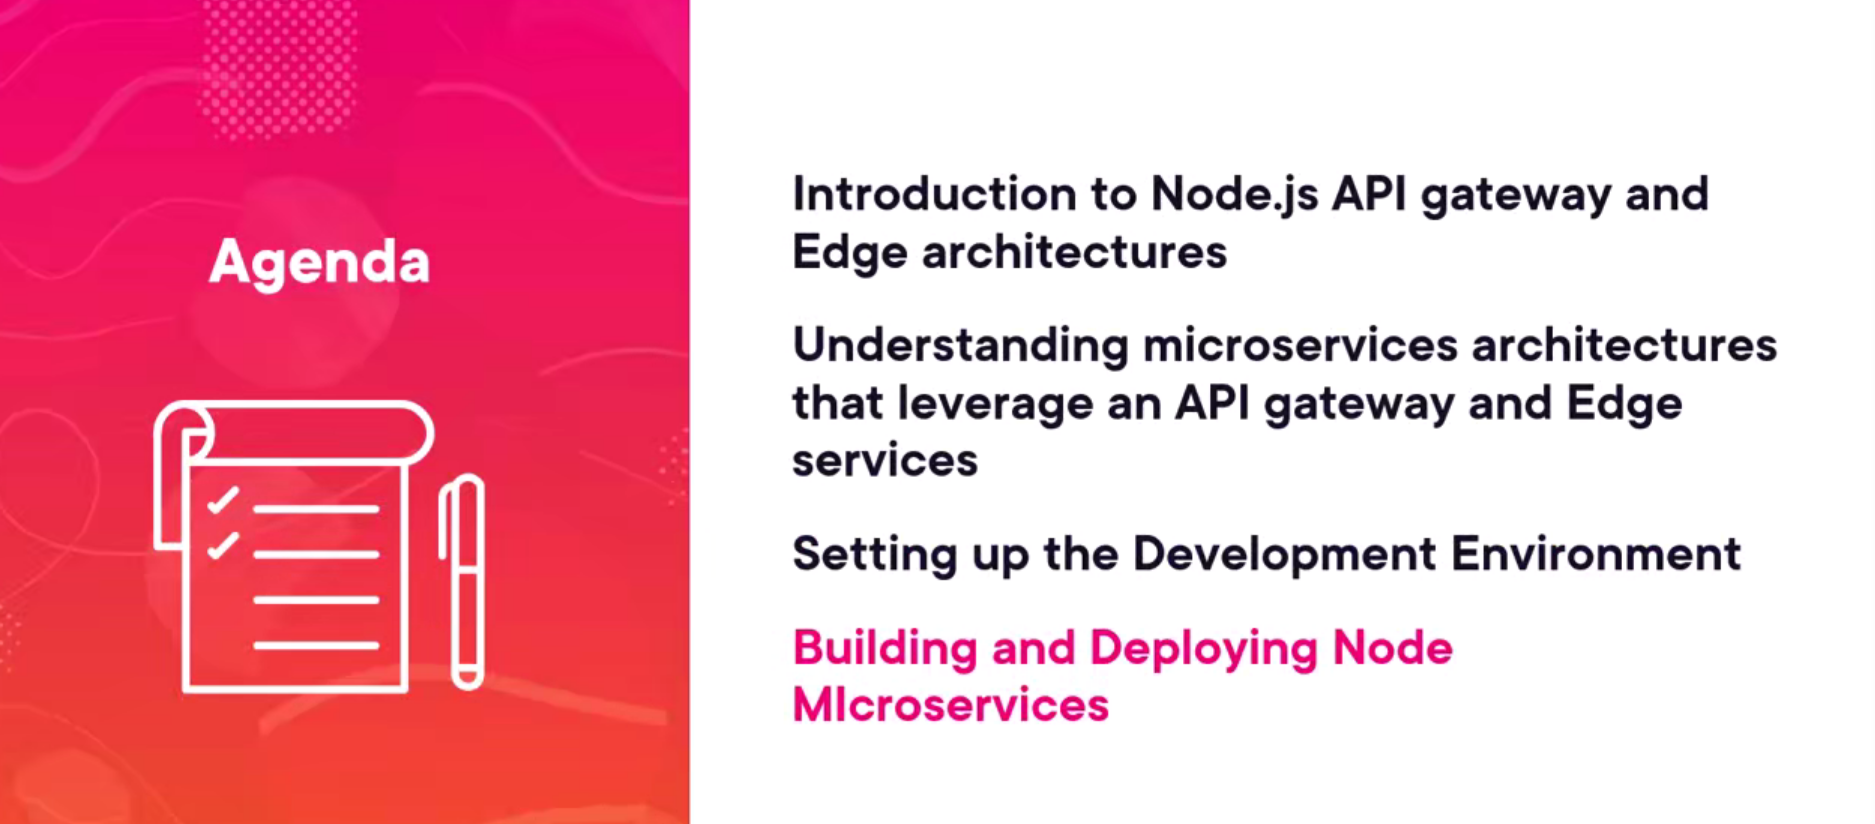 Agenda
Introduction to Node.js API gateway and
Edge architectures
Understanding microservices architectures
that leverage an API gateway and Edge
services
Setting up the Development Environment
Building and Deploying Node
MIcroservices